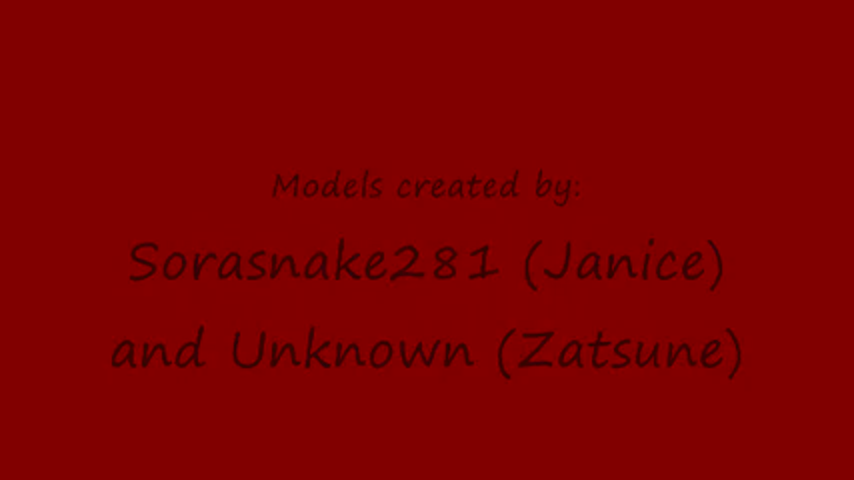 Models created by:
Sorasnake281 (Janice)
and Unknown (Zatsune)